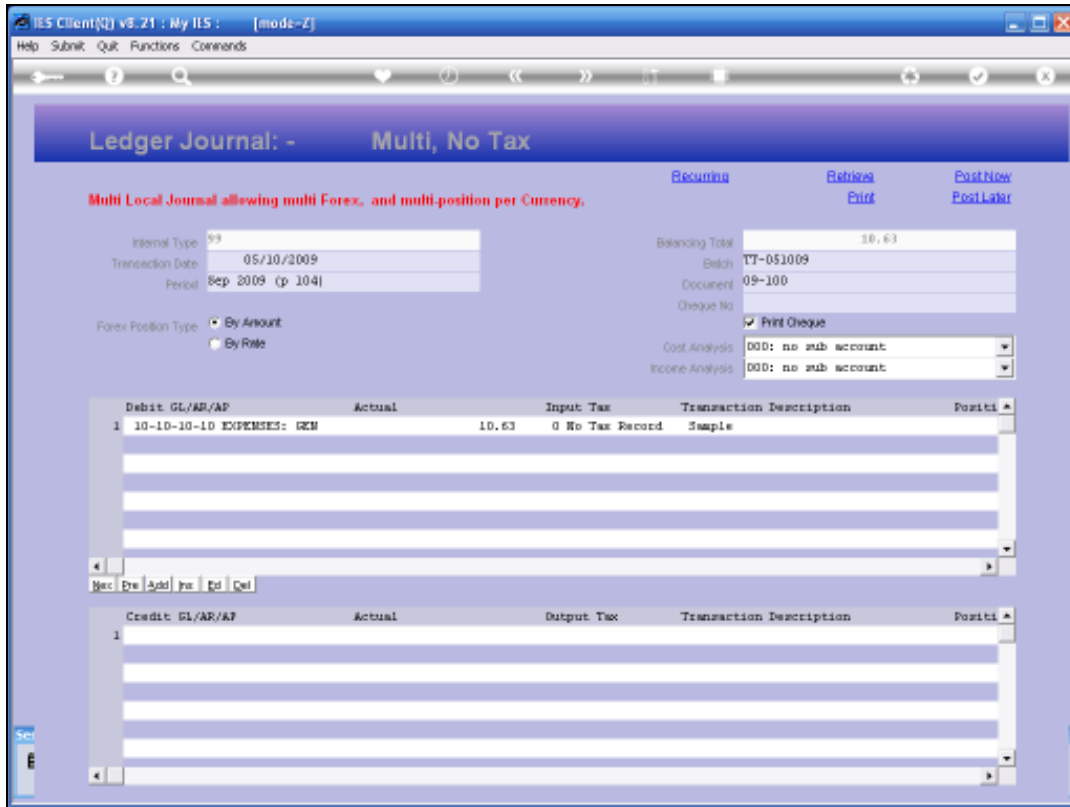 IES Client(Q) v8.21 : My IES : [mode-Z]
Help Submit Quit Functions Commands
Ledger Journal: - Multi, No Tax
Recurring Retrieve Post Now
Multi Local Journal allowing multi Forex, and multi-position per Currency.
Print Post Later
Internal Type 99
Balancing Total 10.63
Transaction Date 05/10/2009
Batch TT-051009
Period Sep 2009 (p 104)
Document 09-100
Cheque No
Forex Position Type By Amount
Print Cheque
By Rate
Cost Analysis 000: no sub account
Income Analysis 000: no sub account
Debit GL/AR/AP Actual Input Tax Transaction Description Positi
1 10-10-10-10 EXPENSES: GEN 10.63 0 No Tax Record Sample
Nex Pre Add Ins Ed Del
Credit GL/AR/AP Actual Output Tax Transaction Description Positi
1
Se